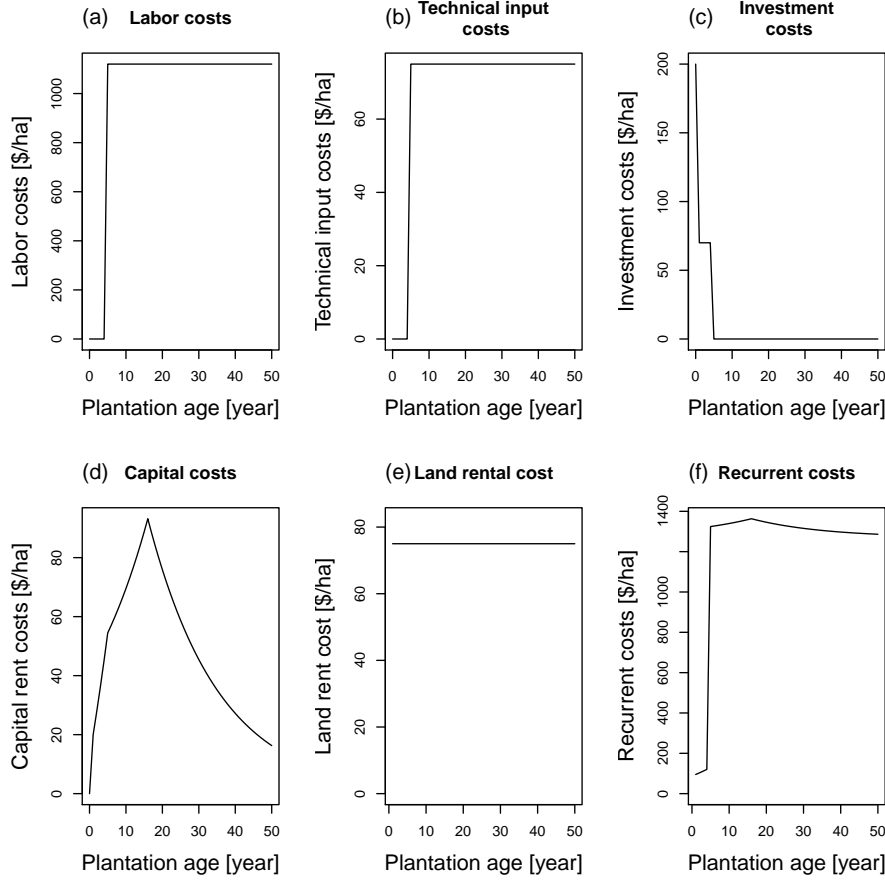 (a) Labor costs
Labor costs [$/ha]
1000
800
600
400
200
0
0 10 20 30 40 50
Plantation age [year]
(b) Technical input
costs
Technical input costs [$/ha]
60
40
20
0
0 10 20 30 40 50
Plantation age [year]
(c) Investment
costs
Investment costs [$/ha]
200
150
100
50
0
0 10 20 30 40 50
Plantation age [year]
(d) Capital costs
Capital rent costs [$/ha]
80
60
40
20
0
0 10 20 30 40 50
Plantation age [year]
(e) Land rental cost
Land rent cost [$/ha]
80
60
40
20
0
0 10 20 30 40 50
Plantation age [year]
(f) Recurrent costs
Recurrent costs [$/ha]
1400
1000
800
600
400
200
0
0 10 20 30 40 50
Plantation age [year]